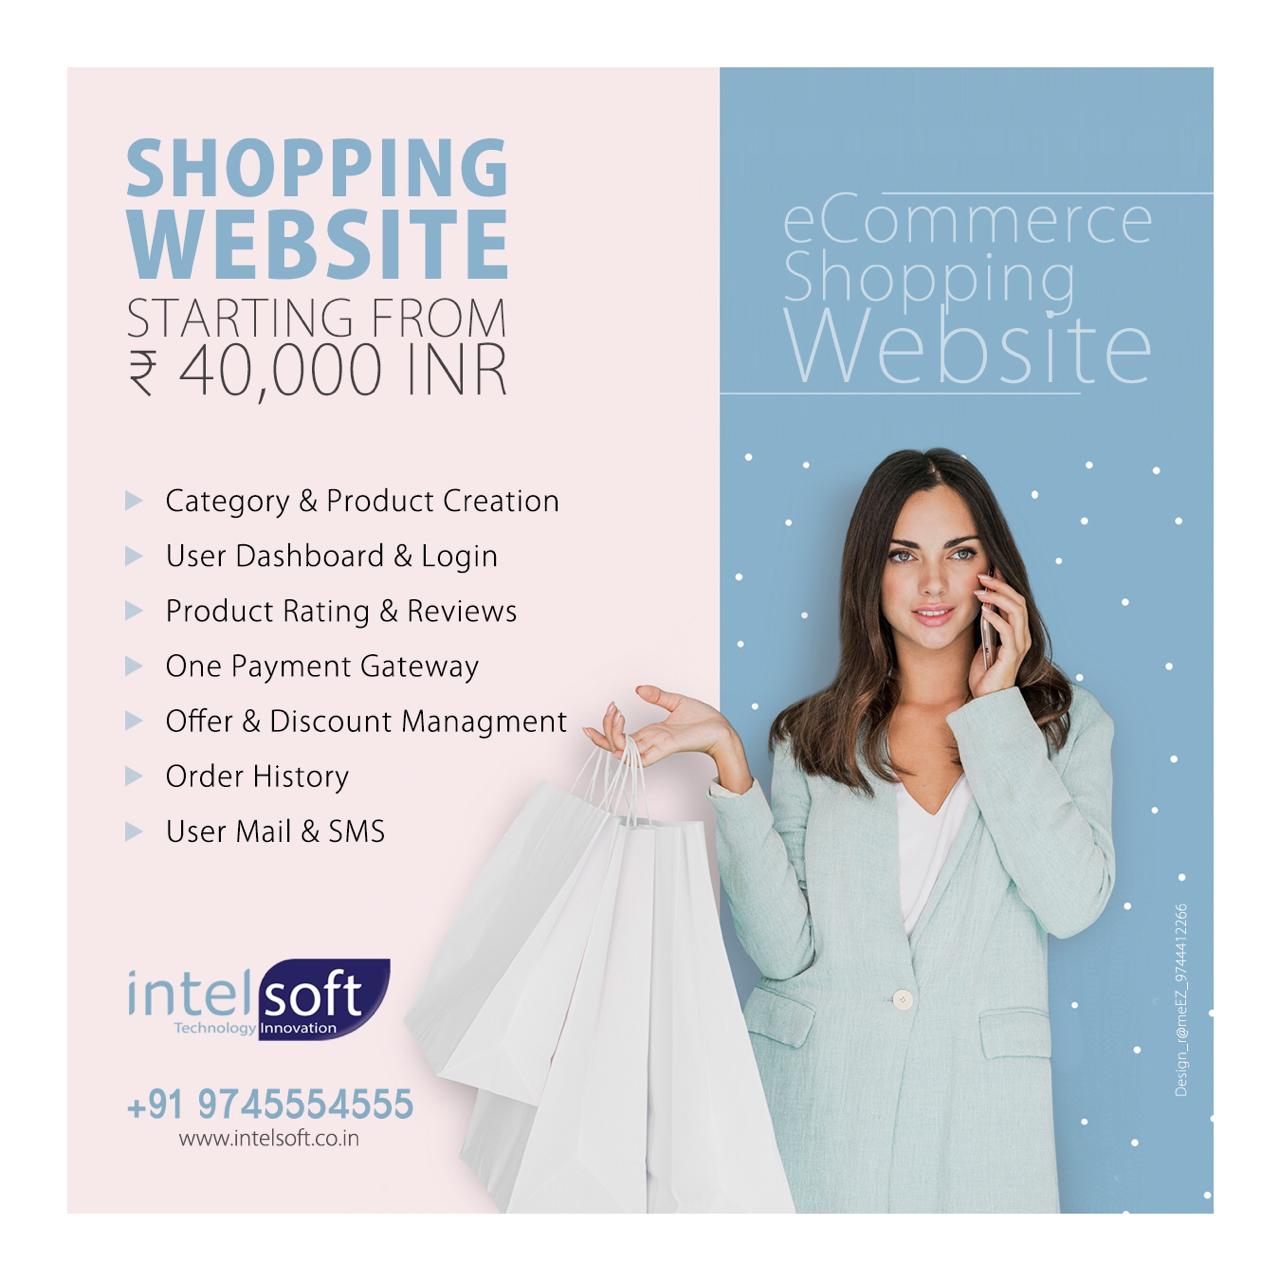 SHOPPING
WEBSITE
STARTING FROM
₹ 40,000 INR
Category & Product Creation
User Dashboard & Login
Product Rating & Reviews
One Payment Gateway
Offer & Discount Managment
Order History
User Mail & SMS
intelsoft
Technology Innovation
+91 9745554555
www.intelsoft.co.in
eCommerce
Shopping
Website
Design_r@meEZ_9744412266